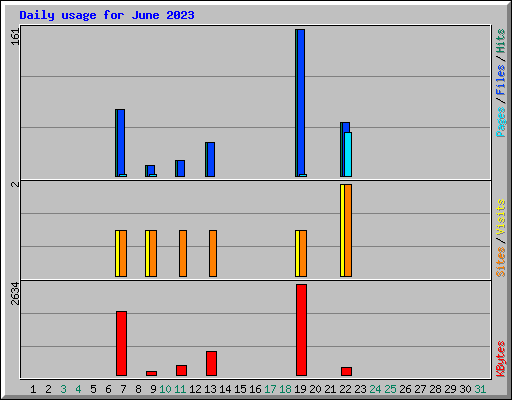 Daily usage for June 2023
161
2
2634
Pages / Files / Hits
Sites / Visits
KBytes
1 2 3 4 5 6 7 8 9 10 11 12 13 14 15 16 17 18 19 20 21 22 23 24 25 26 27 28 29 30 31